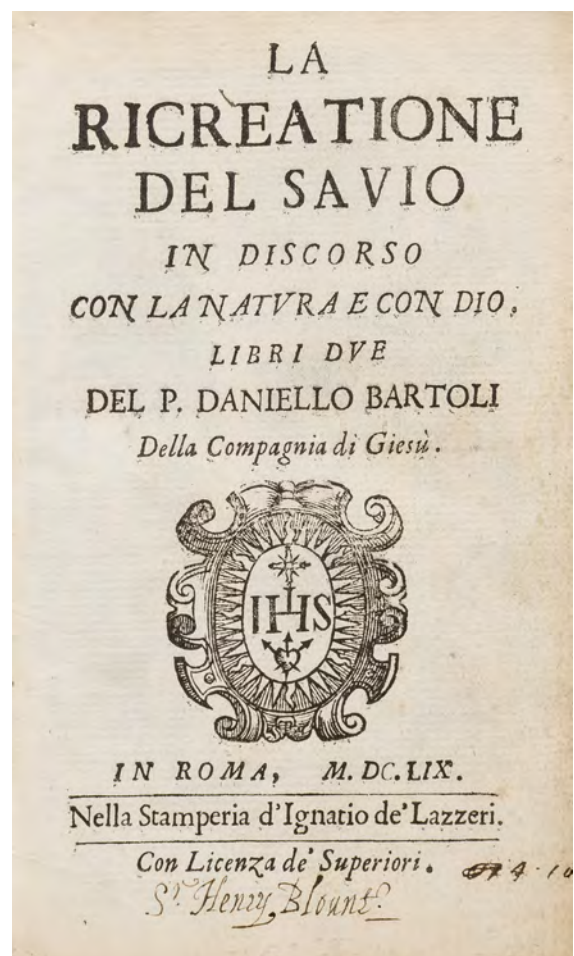 LA
RICREATIONE
DEL SAVIO
IN DISCORSO
CON LA NATVRA E CON DIO,
LIBRI DVE
DEL P. DANIELLO BARTOLI
Della Compagnia di Giesù.
IHS
IN ROMA, M.DC.LIX.
Nella Stamperia d'Ignatio de' Lazzeri.
Con Licenza de' Superiori.
Sr. Henry Blount